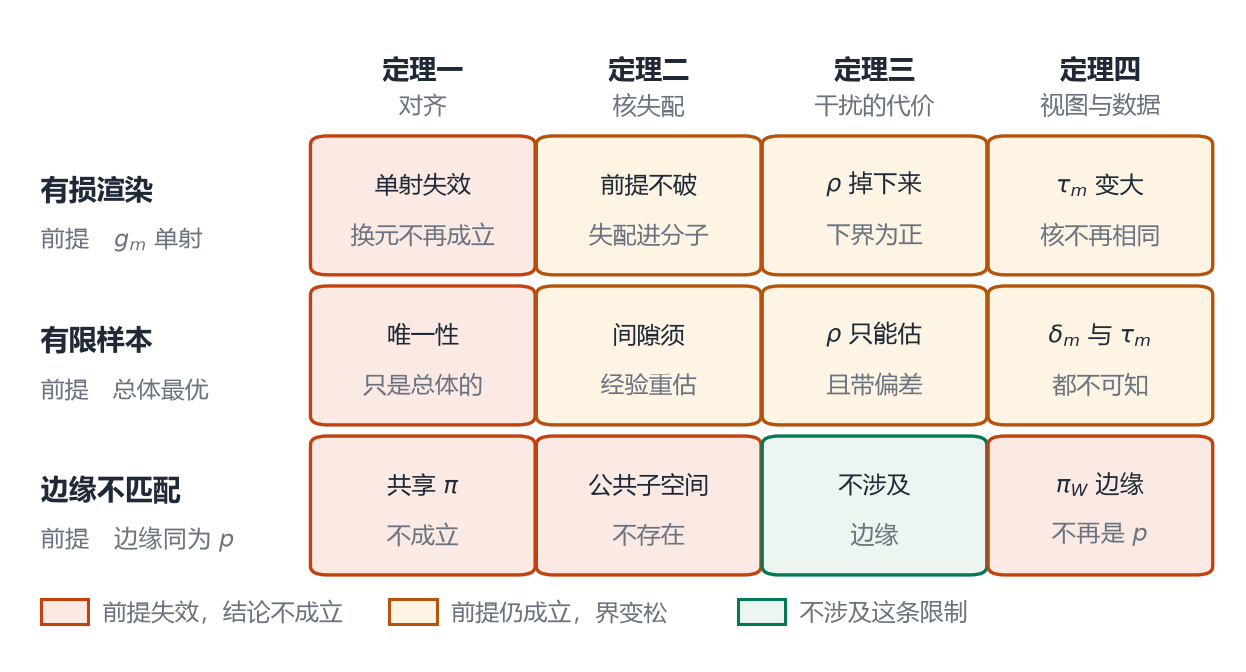 定理一 定理二 定理三 定理四
对齐 核失配 干扰的代价 视图与数据
有损渲染
前提 gₘ 单射
单射失效
换元不再成立
前提不破
失配进分子
ρ 掉下来
下界为正
τₘ 变大
核不再相同
有限样本
前提 总体最优
唯一性
只是总体的
间隙须
经验重估
ρ 只能估
且带偏差
δₘ 与 τₘ
都不可知
边缘不匹配
前提 边缘同为 p
共享 π
不成立
公共子空间
不存在
不涉及
边缘
π_W 边缘
不再是 p
前提失效，结论不成立 前提仍成立，界变松 不涉及这条限制